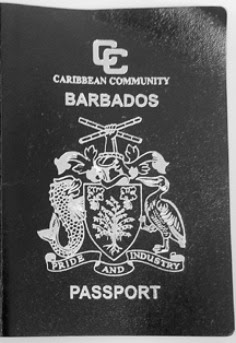 CC
CARIBBEAN COMMUNITY
BARBADOS
PRIDE AND INDUSTRY
PASSPORT